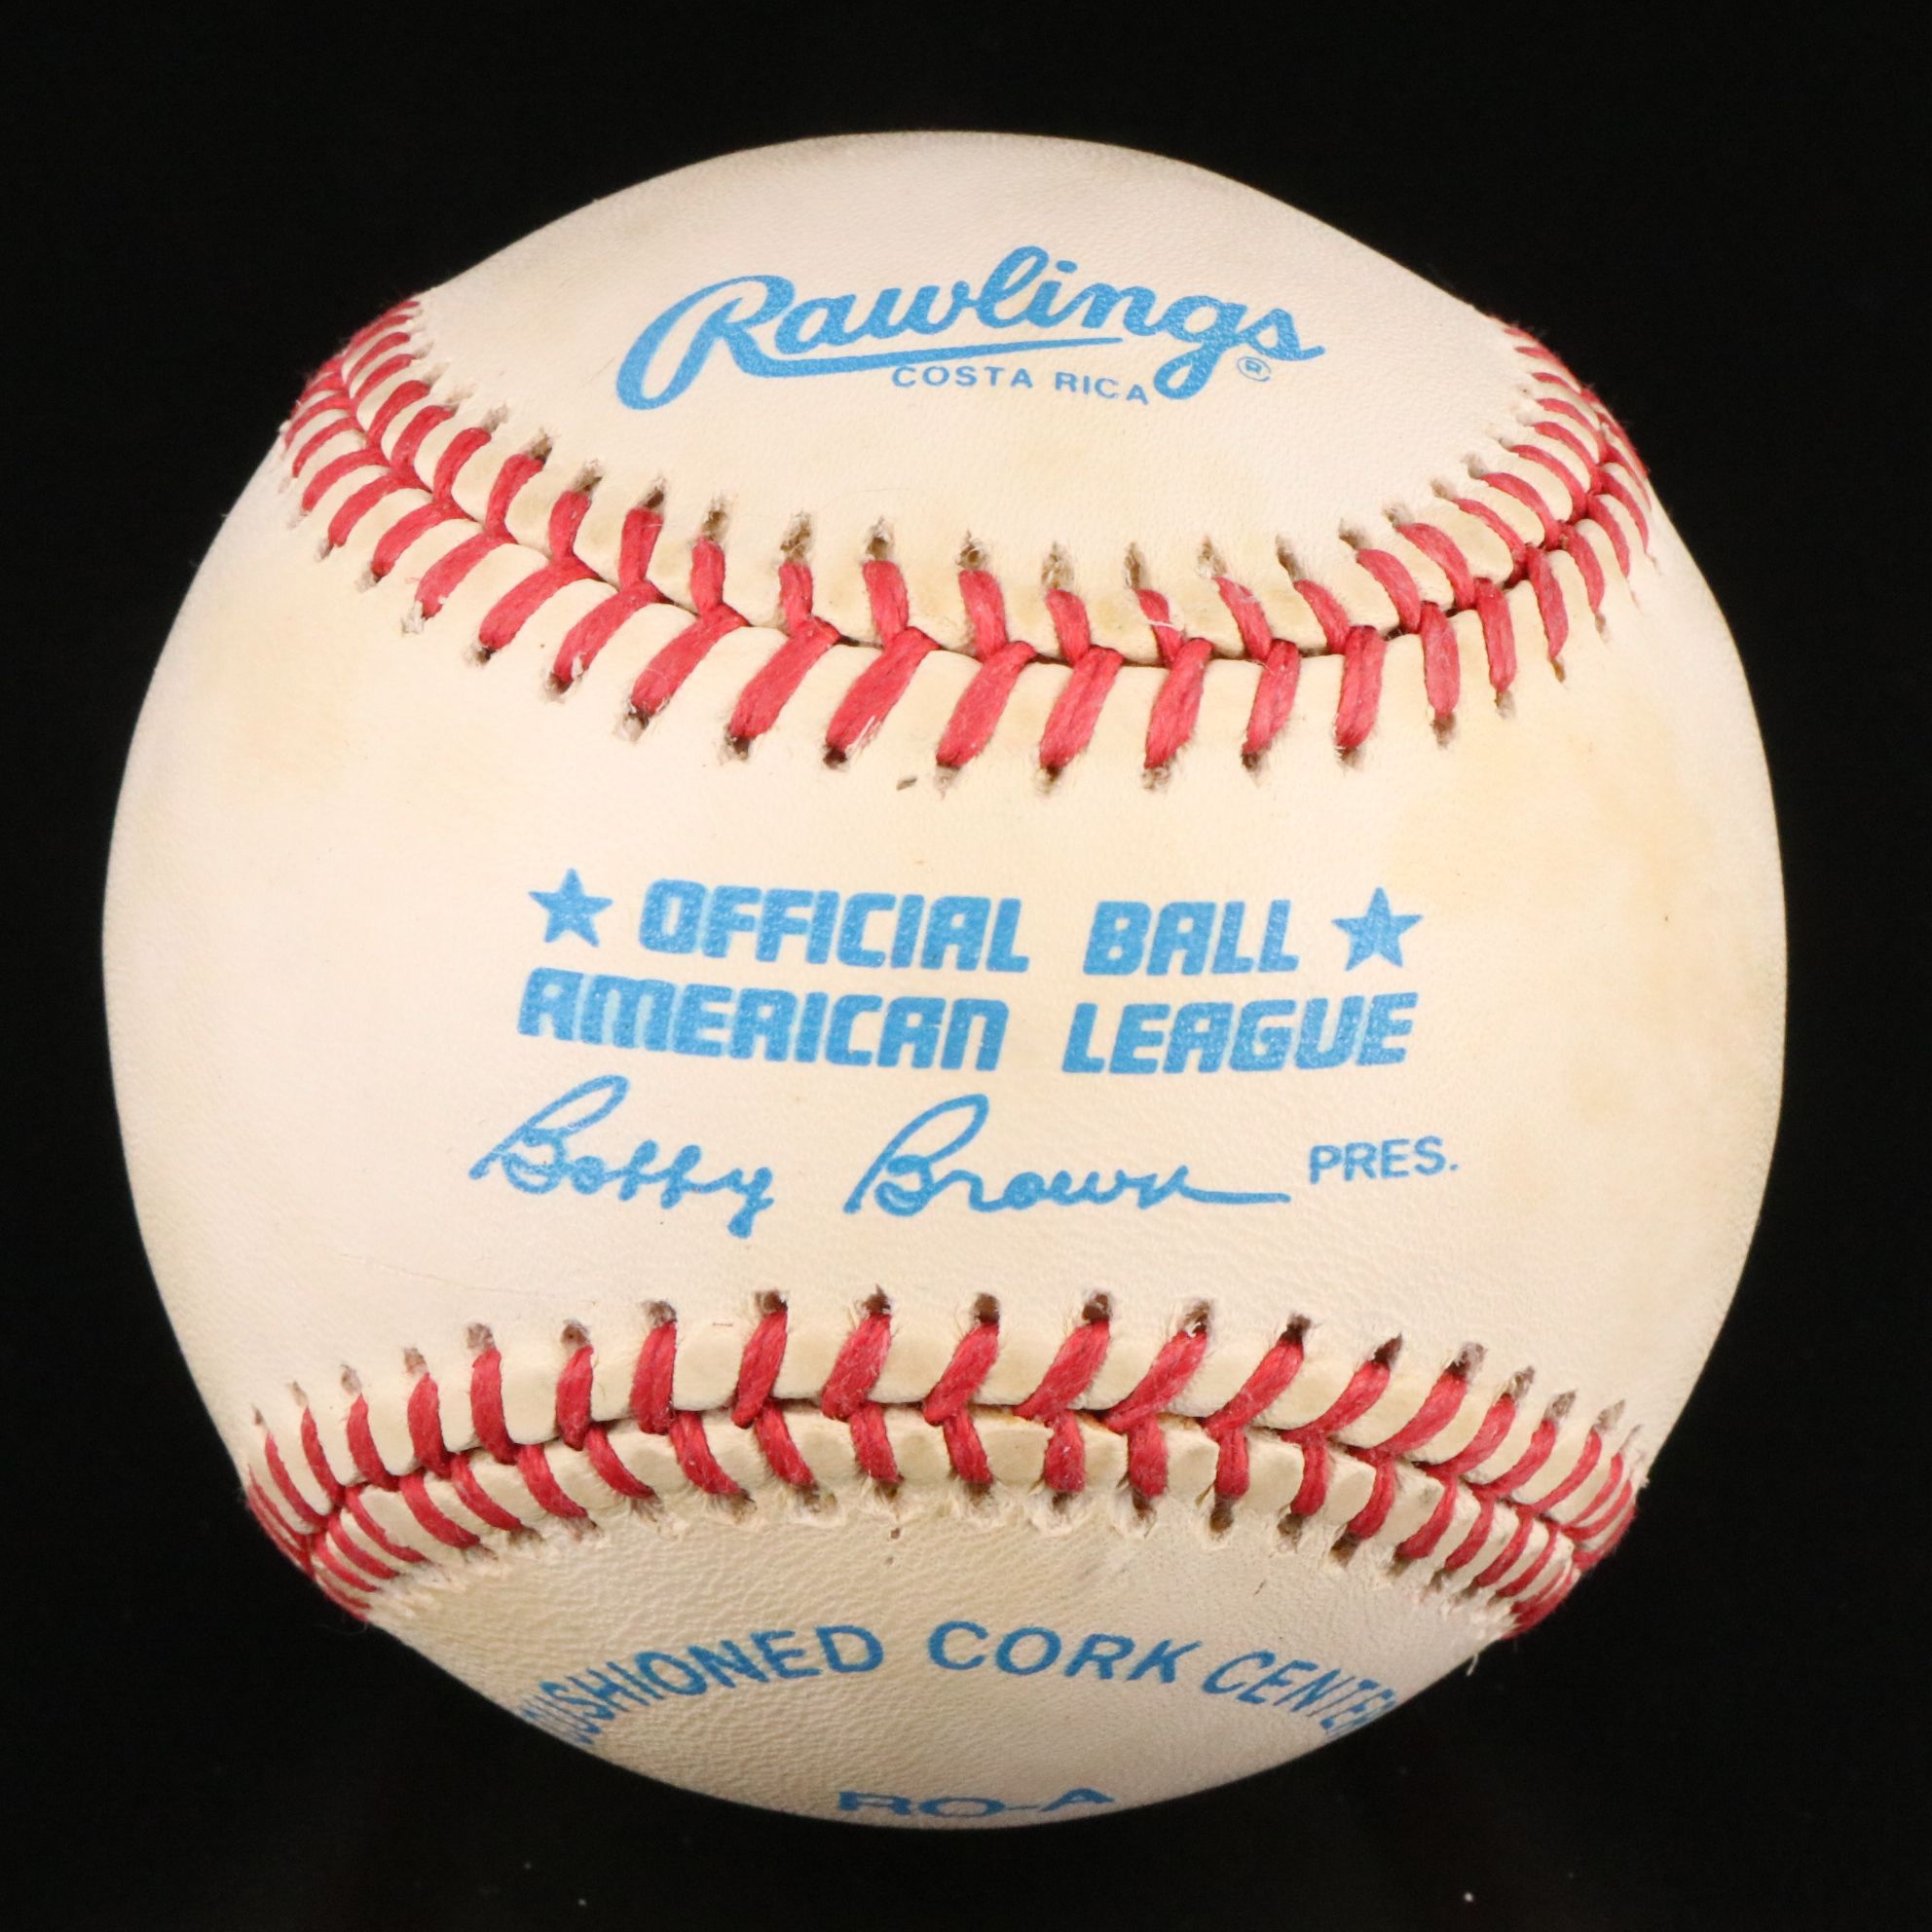 Rawlings ®
COSTA RICA
★ OFFICIAL BALL ★
AMERICAN LEAGUE
Bobby Brown PRES.
CUSHIONED CORK CENTER
RO-A